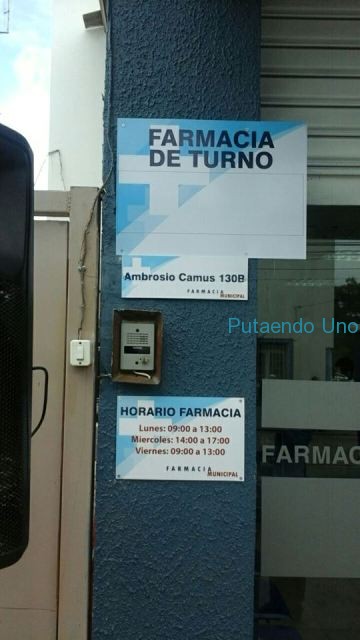 FARMACIA
DE TURNO
Ambrosio Camus 130B
FARMACIA
MUNICIPAL
Putaendo Uno
HORARIO FARMACIA
Lunes: 09:00 a 13:00
Miercoles: 14:00 a 17:00
Viernes: 09:00 a 13:00
FARMACIA
MUNICIPAL
FARMAC